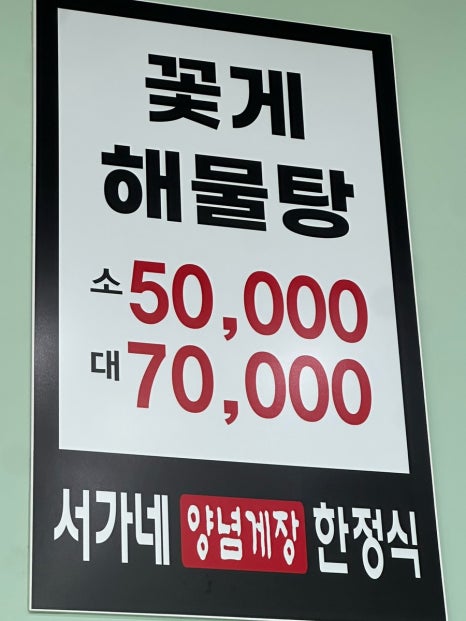 꽃게
해물탕
소 50,000
대 70,000
서가네 양념게장 한정식